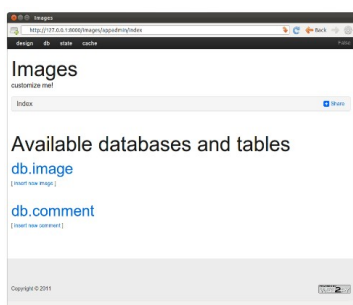 Images
http://127.0.0.1:8000/images/appadmin/index
Back
design db state cache
Images
customize me!
Index
Share
Available databases and tables
db.image
[ insert new image ]
db.comment
[ insert new comment ]
Copyright © 2011